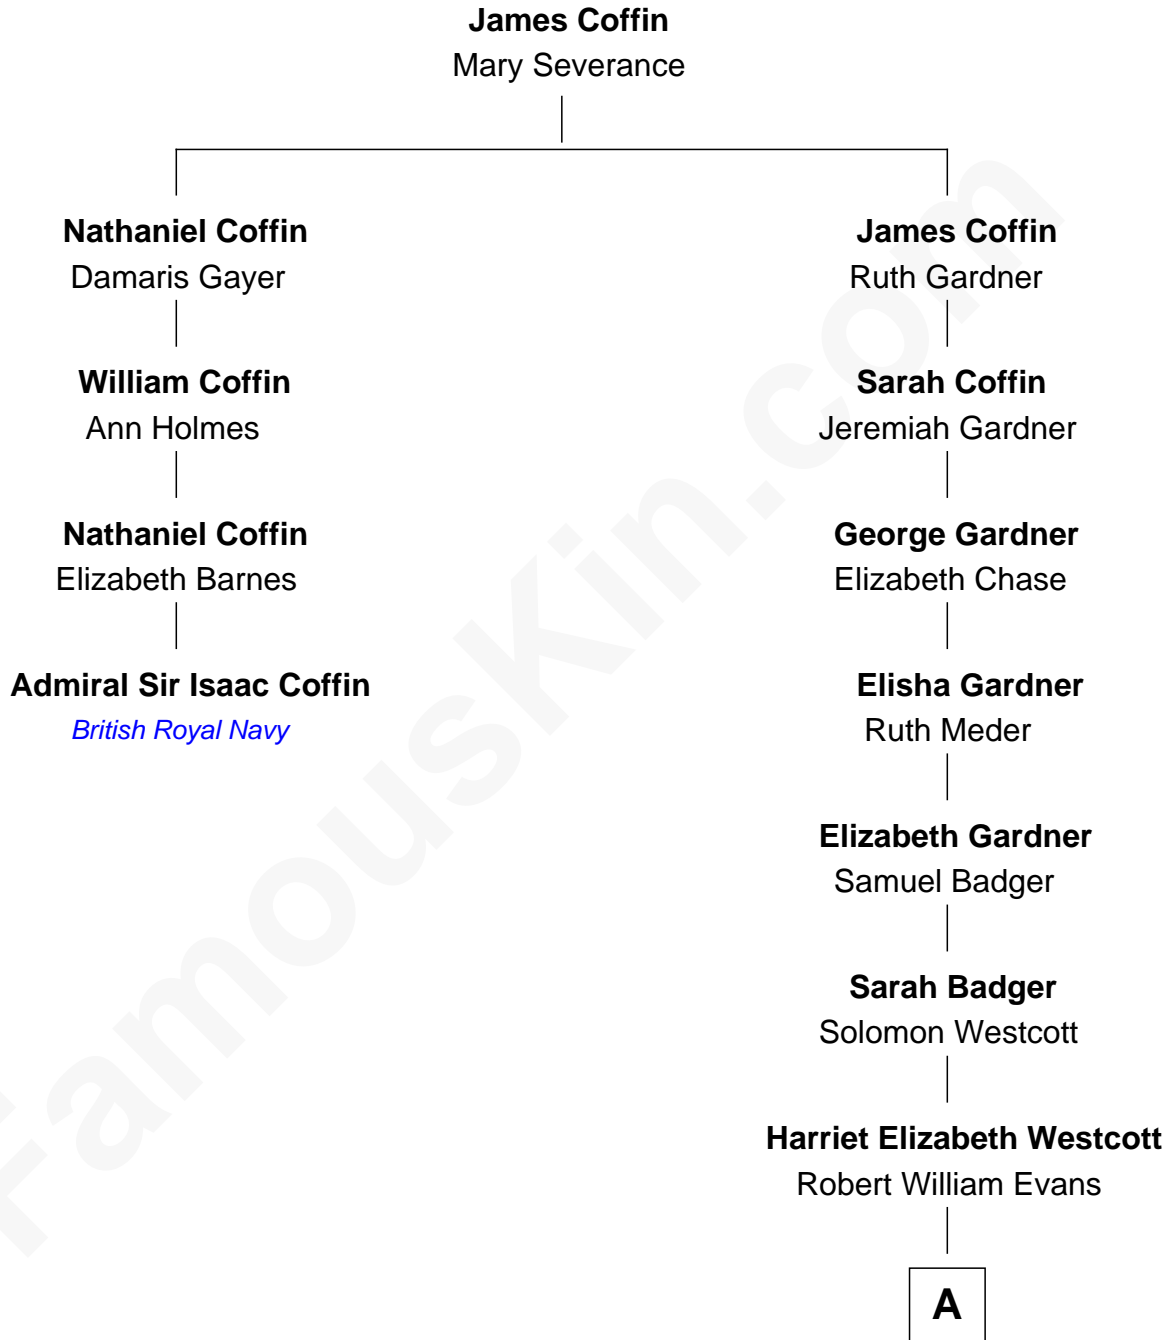 James Coffin
Mary Severance
Nathaniel Coffin
Damaris Gayer
William Coffin
Ann Holmes
Nathaniel Coffin
Elizabeth Barnes
Admiral Sir Isaac Coffin
British Royal Navy
James Coffin
Ruth Gardner
Sarah Coffin
Jeremiah Gardner
George Gardner
Elizabeth Chase
Elisha Gardner
Ruth Meder
Elizabeth Gardner
Samuel Badger
Sarah Badger
Solomon Westcott
Harriet Elizabeth Westcott
Robert William Evans
A
FamousKin.com